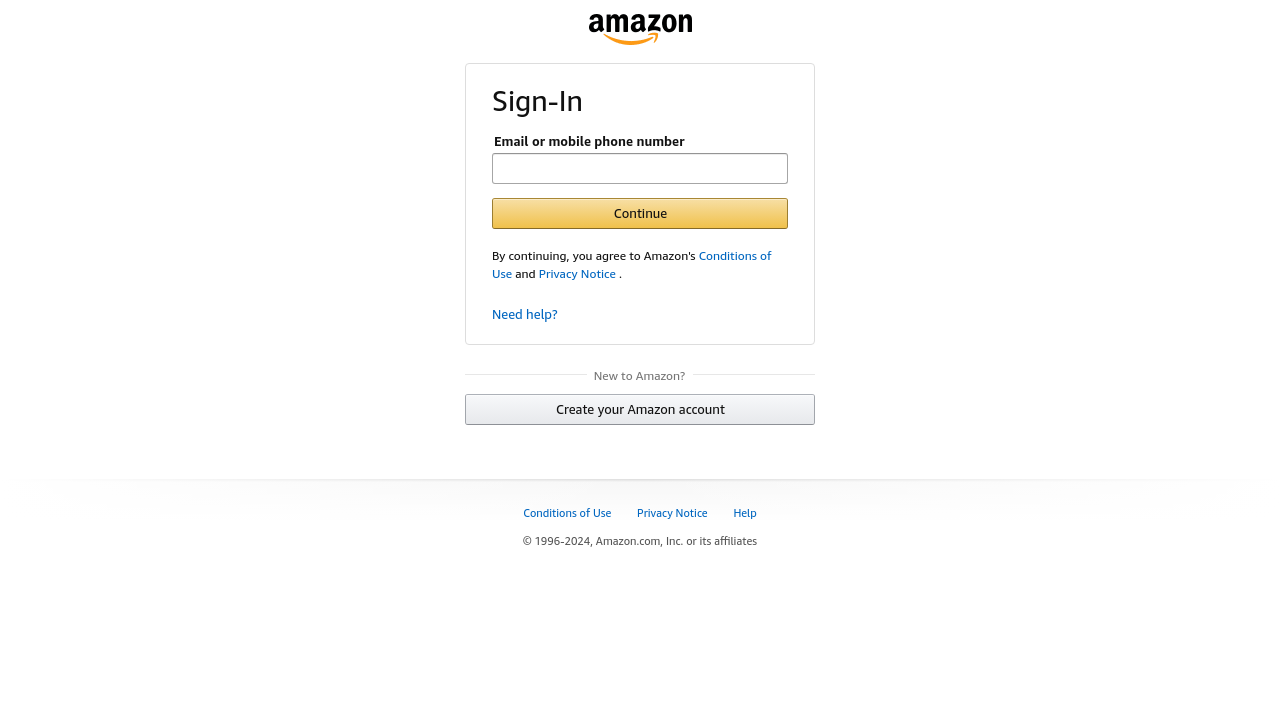 amazon
Sign-In
Email or mobile phone number
Continue
By continuing, you agree to Amazon's Conditions of
Use and Privacy Notice .
Need help?
New to Amazon?
Create your Amazon account
Conditions of Use Privacy Notice Help
© 1996-2024, Amazon.com, Inc. or its affiliates